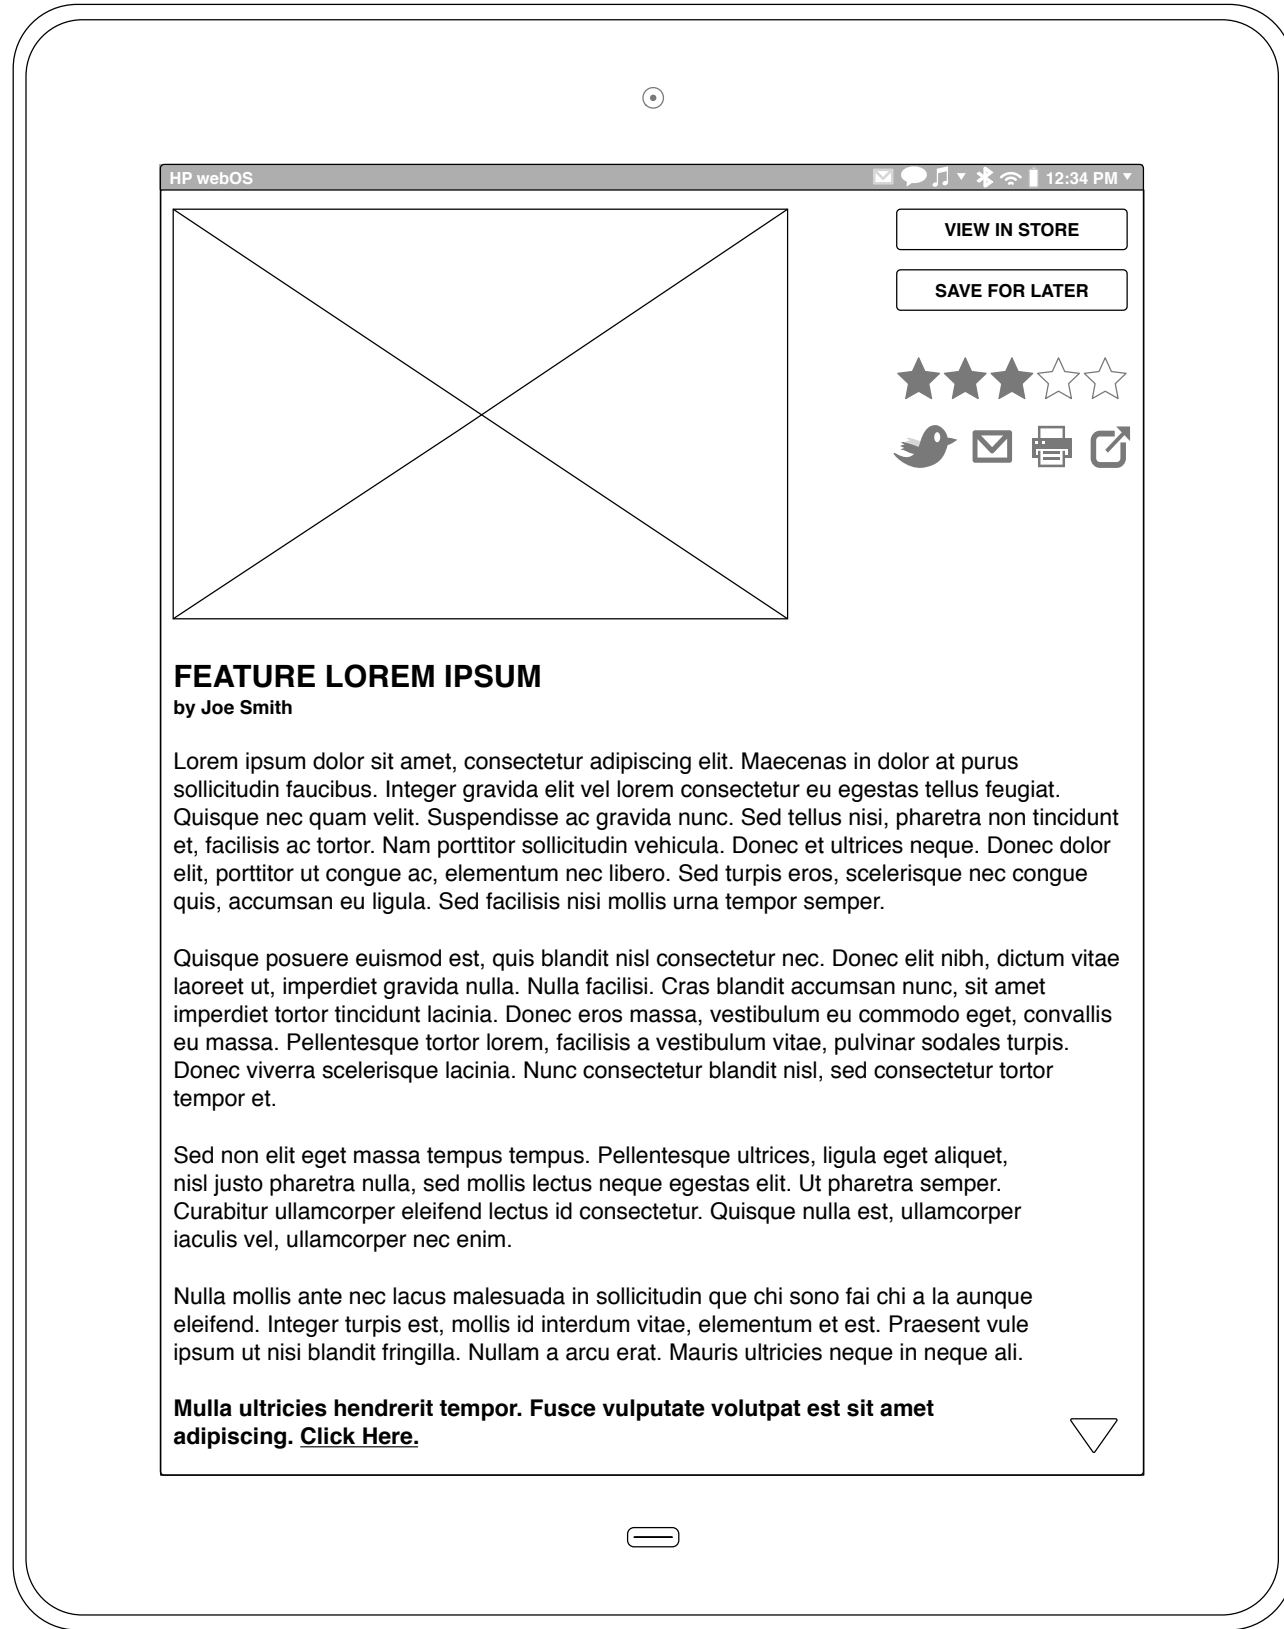 HP webOS
12:34 PM
VIEW IN STORE
SAVE FOR LATER
FEATURE LOREM IPSUM
by Joe Smith
Lorem ipsum dolor sit amet, consectetur adipiscing elit. Maecenas in dolor at purus
sollicitudin faucibus. Integer gravida elit vel lorem consectetur eu egestas tellus feugiat.
Quisque nec quam velit. Suspendisse ac gravida nunc. Sed tellus nisi, pharetra non tincidunt
et, facilisis ac tortor. Nam porttitor sollicitudin vehicula. Donec et ultrices neque. Donec dolor
elit, porttitor ut congue ac, elementum nec libero. Sed turpis eros, scelerisque nec congue
quis, accumsan eu ligula. Sed facilisis nisi mollis urna tempor semper.
Quisque posuere euismod est, quis blandit nisl consectetur nec. Donec elit nibh, dictum vitae
laoreet ut, imperdiet gravida nulla. Nulla facilisi. Cras blandit accumsan nunc, sit amet
imperdiet tortor tincidunt lacinia. Donec eros massa, vestibulum eu commodo eget, convallis
eu massa. Pellentesque tortor lorem, facilisis a vestibulum vitae, pulvinar sodales turpis.
Donec viverra scelerisque lacinia. Nunc consectetur blandit nisl, sed consectetur tortor
tempor et.
Sed non elit eget massa tempus tempus. Pellentesque ultrices, ligula eget aliquet,
nisl justo pharetra nulla, sed mollis lectus neque egestas elit. Ut pharetra semper.
Curabitur ullamcorper eleifend lectus id consectetur. Quisque nulla est, ullamcorper
iaculis vel, ullamcorper nec enim.
Nulla mollis ante nec lacus malesuada in sollicitudin que chi sono fai chi a la aunque
eleifend. Integer turpis est, mollis id interdum vitae, elementum et est. Praesent vule
ipsum ut nisi blandit fringilla. Nullam a arcu erat. Mauris ultricies neque in neque ali.
Mulla ultricies hendrerit tempor. Fusce vulputate volutpat est sit amet
adipiscing. Click Here.